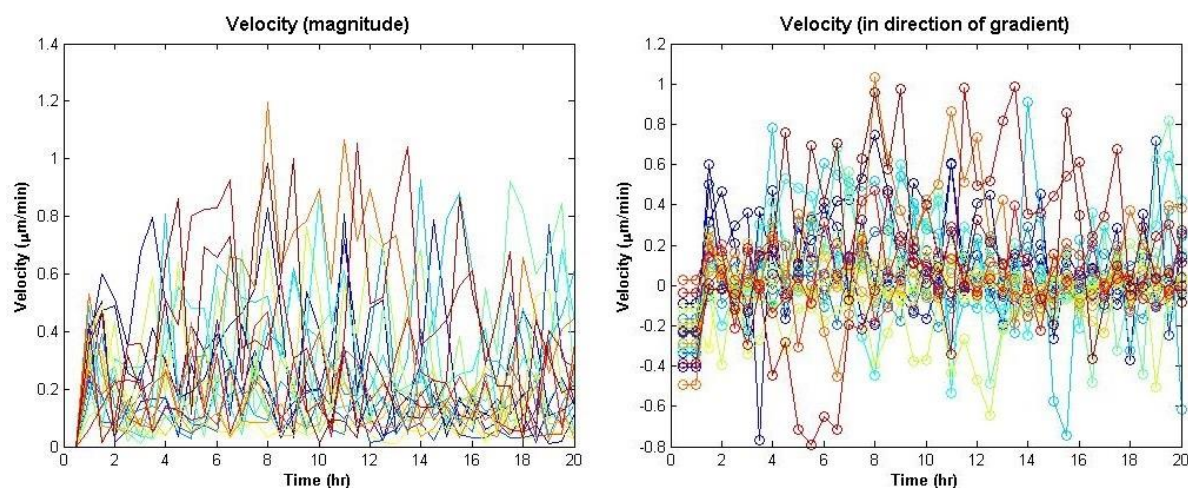 Velocity (magnitude)
Velocity (μm/min)
1.4
1.2
1
0.8
0.6
0.4
0.2
0
0 2 4 6 8 10 12 14 16 18 20
Time (hr)
Velocity (in direction of gradient)
Velocity (μm/min)
1.2
1
0.8
0.6
0.4
0.2
0
-0.2
-0.4
-0.6
-0.8
0 2 4 6 8 10 12 14 16 18 20
Time (hr)